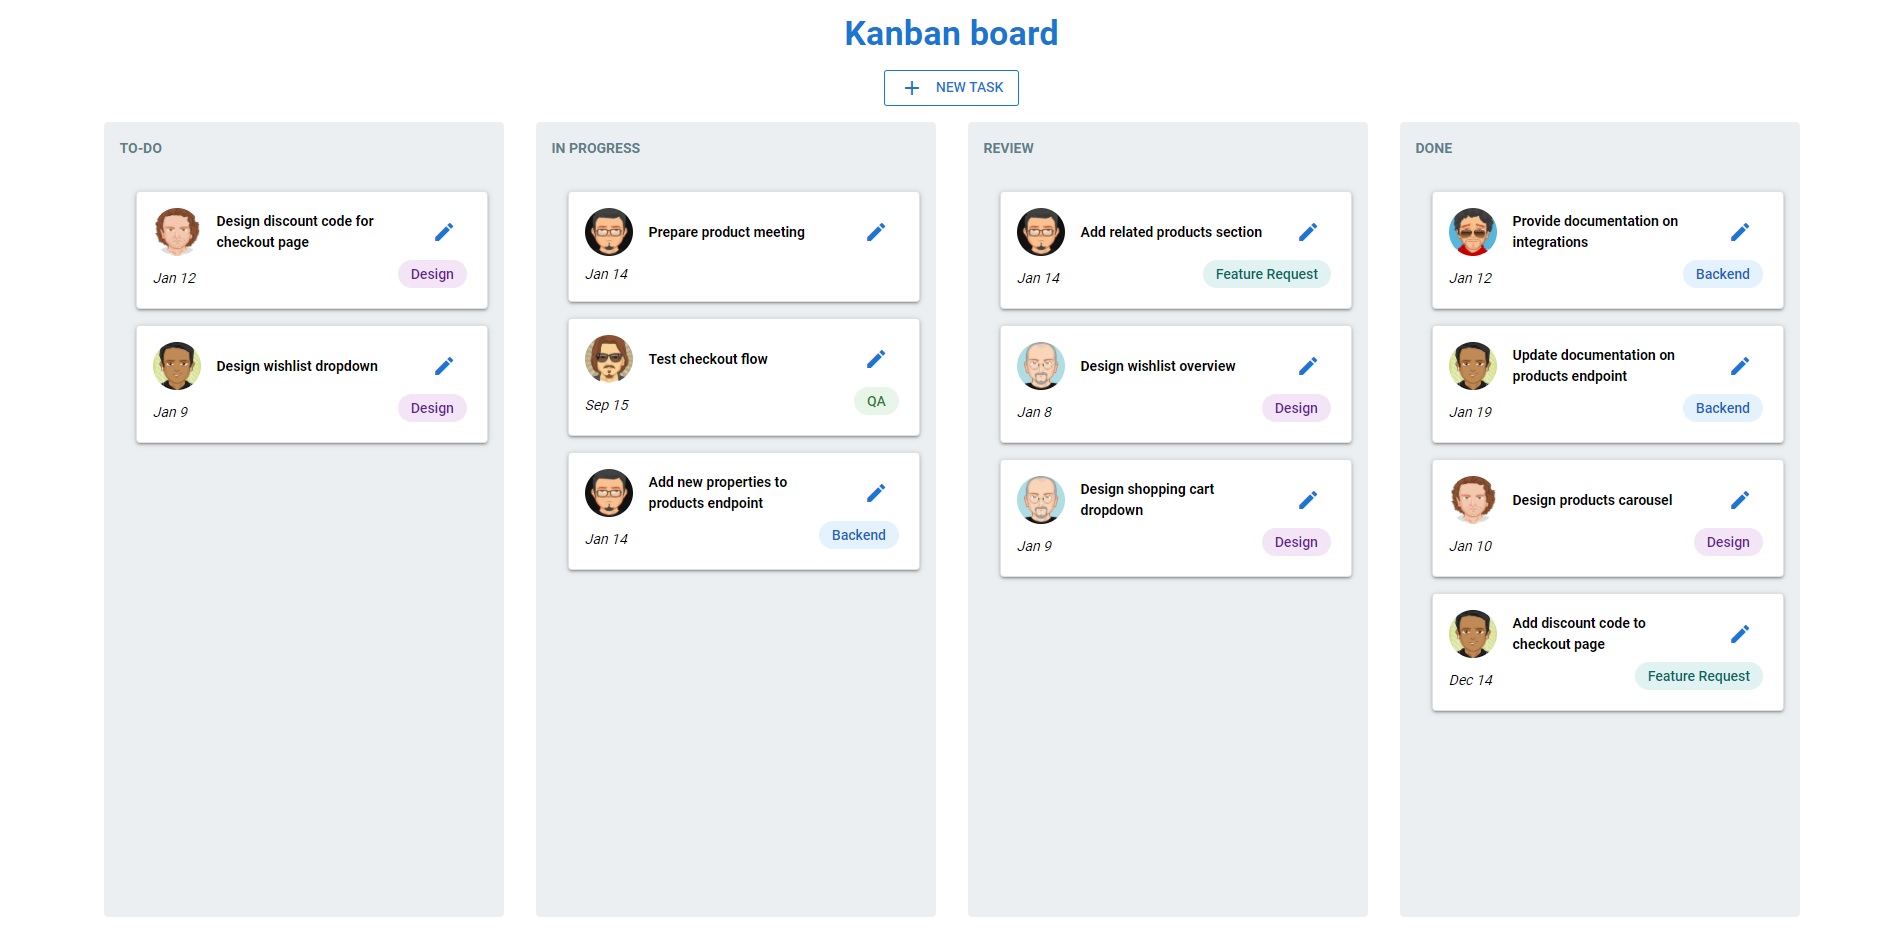 Kanban board
NEW TASK
TO-DO
Design discount code for
checkout page
Jan 12
Design
Design wishlist dropdown
Jan 9
Design
IN PROGRESS
Prepare product meeting
Jan 14
Test checkout flow
Sep 15
QA
Add new properties to
products endpoint
Jan 14
Backend
REVIEW
Add related products section
Jan 14
Feature Request
Design wishlist overview
Jan 8
Design
Design shopping cart
dropdown
Jan 9
Design
DONE
Provide documentation on
integrations
Jan 12
Backend
Update documentation on
products endpoint
Jan 19
Backend
Design products carousel
Jan 10
Design
Add discount code to
checkout page
Dec 14
Feature Request